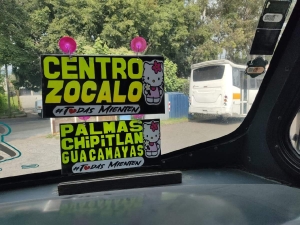 CENTRO
ZOCALO
#TODAS MIENTEN
PALMAS
CHIPITLAN
GUACAMAYAS
#TODAS MIENTEN